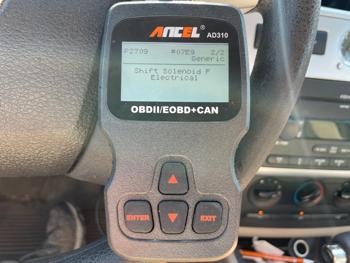 ANCEL®
AD310
P2709 #07E9 2/2
Generic
Shift Solenoid F
Electrical
OBDII/EOBD+CAN
▲
ENTER ▼ EXIT